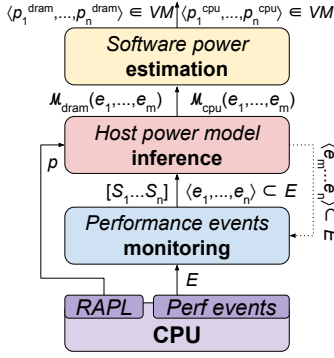 ⟨p₁ᵈʳᵃᵐ,...,pₙᵈʳᵃᵐ⟩ ∈ VM ⟨p₁ᶜᵖᵘ,...,pₙᶜᵖᵘ⟩ ∈ VM
Software power
estimation
ℳdram(e₁,...,eₘ) ℳcpu(e₁,...,eₘ)
Host power model
inference
p
⟨eₘ...eₙ⟩ ⊂ E
[S₁...Sₙ] ⟨e₁,...,eₙ⟩ ⊂ E
Performance events
monitoring
E
RAPL Perf events
CPU